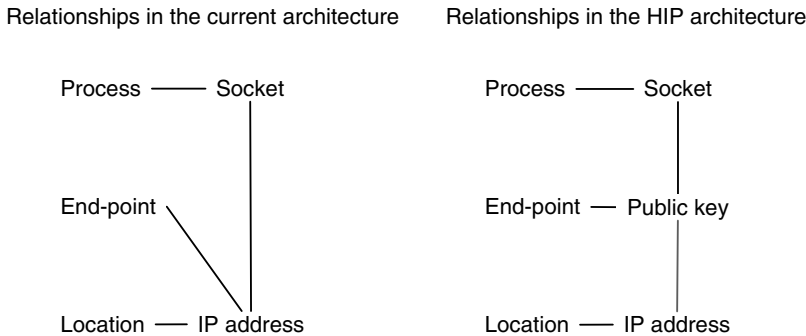 Relationships in the current architecture
Relationships in the HIP architecture
Process
Socket
Process
Socket
End-point
End-point
Public key
Location
IP address
Location
IP address